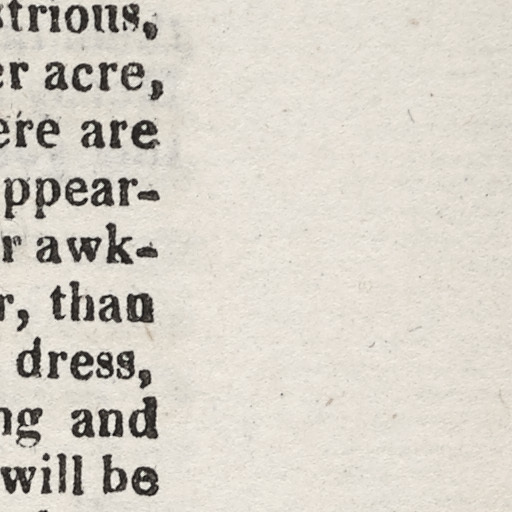 strious,
er acre,
ere are
ppear-
r awk-
r, than
dress,
ng and
will be